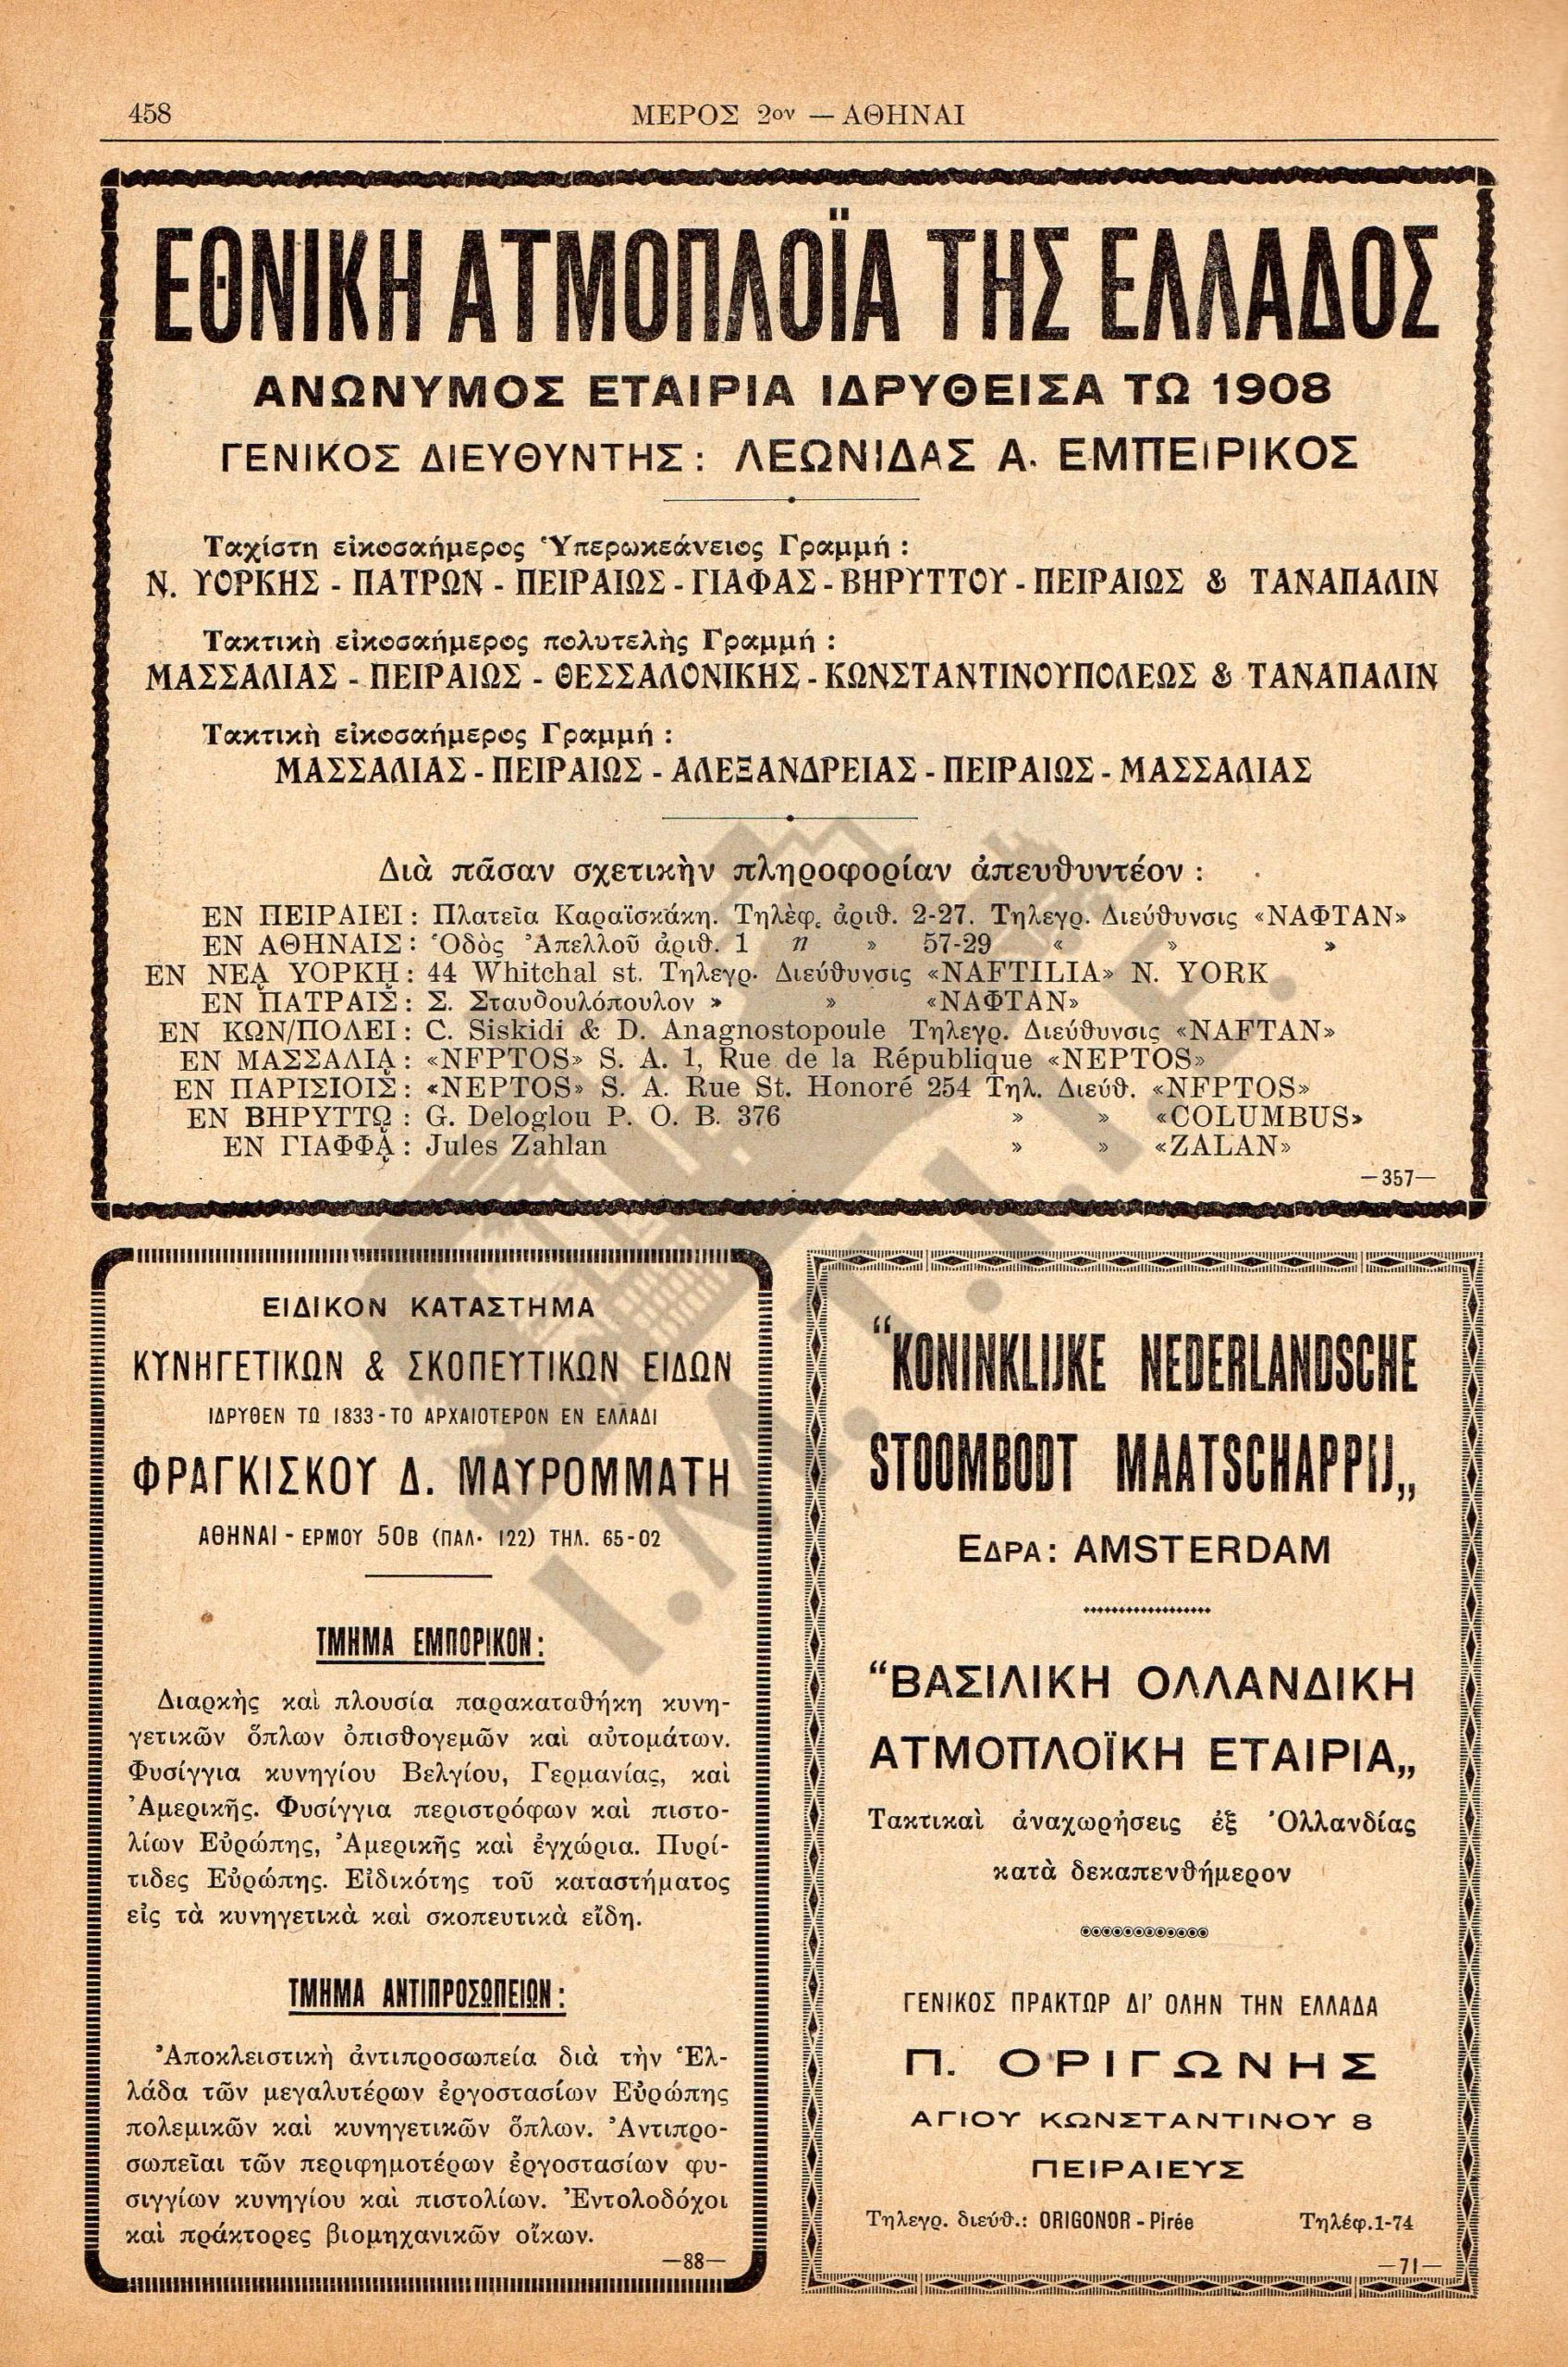 458
ΜΕΡΟΣ 2ον — ΑΘΗΝΑΙ
ΕΘΝΙΚΗ ΑΤΜΟΠΛΟΪΑ ΤΗΣ ΕΛΛΑΔΟΣ
ΑΝΩΝΥΜΟΣ ΕΤΑΙΡΙΑ ΙΔΡΥΘΕΙΣΑ ΤΩ 1908
ΓΕΝΙΚΟΣ ΔΙΕΥΘΥΝΤΗΣ: ΛΕΩΝΙΔΑΣ Α. ΕΜΠΕΙΡΙΚΟΣ
Ταχίστη εἰκοσαήμερος Ὑπερωκεάνειος Γραμμή :
Ν. ΥΟΡΚΗΣ - ΠΑΤΡΩΝ - ΠΕΙΡΑΙΩΣ - ΓΙΑΦΑΣ - ΒΗΡΥΤΤΟΥ - ΠΕΙΡΑΙΩΣ & ΤΑΝΑΠΑΛΙΝ
Τακτικὴ εἰκοσαήμερος πολυτελὴς Γραμμή :
ΜΑΣΣΑΛΙΑΣ - ΠΕΙΡΑΙΩΣ - ΘΕΣΣΑΛΟΝΙΚΗΣ - ΚΩΝΣΤΑΝΤΙΝΟΥΠΟΛΕΩΣ & ΤΑΝΑΠΑΛΙΝ
Τακτικὴ εἰκοσαήμερος Γραμμή :
ΜΑΣΣΑΛΙΑΣ - ΠΕΙΡΑΙΩΣ - ΑΛΕΞΑΝΔΡΕΙΑΣ - ΠΕΙΡΑΙΩΣ - ΜΑΣΣΑΛΙΑΣ
Διὰ πᾶσαν σχετικὴν πληροφορίαν ἀπευθυντέον :
ΕΝ ΠΕΙΡΑΙΕΙ : Πλατεῖα Καραϊσκάκη. Τηλέφ. ἀριθ. 2-27. Τηλεγρ. Διεύθυνσις «ΝΑΦΤΑΝ»
ΕΝ ΑΘΗΝΑΙΣ : Ὁδὸς Ἀπελλοῦ ἀριθ. 1 » » 57-29 « » »
ΕΝ ΝΕᾼ ΥΟΡΚῌ : 44 Whitchal st. Τηλεγρ. Διεύθυνσις «NAFTILIA» N. YORK
ΕΝ ΠΑΤΡΑΙΣ : Σ. Σταυδουλόπουλον » » «ΝΑΦΤΑΝ»
ΕΝ ΚΩΝ/ΠΟΛΕΙ : C. Siskidi & D. Anagnostopoule Τηλεγρ. Διεύθυνσις «NAFTAN»
ΕΝ ΜΑΣΣΑΛΙᾼ : «NFPTOS» S. A. 1, Rue de la République «NEPTOS»
ΕΝ ΠΑΡΙΣΙΟΙΣ : «NEPTOS» S. A. Rue St. Honoré 254 Τηλ. Διεύθ. «NFPTOS»
ΕΝ ΒΗΡΥΤΤῼ : G. Deloglou P. O. B. 376 » » «COLUMBUS»
ΕΝ ΓΙΑΦΦᾼ : Jules Zahlan » » «ZALAN»
—357—
ΕΙΔΙΚΟΝ ΚΑΤΑΣΤΗΜΑ
ΚΥΝΗΓΕΤΙΚΩΝ & ΣΚΟΠΕΥΤΙΚΩΝ ΕΙΔΩΝ
ΙΔΡΥΘΕΝ ΤΩ 1833 - ΤΟ ΑΡΧΑΙΟΤΕΡΟΝ ΕΝ ΕΛΛΑΔΙ
ΦΡΑΓΚΙΣΚΟΥ Δ. ΜΑΥΡΟΜΜΑΤΗ
ΑΘΗΝΑΙ - ΕΡΜΟΥ 50Β (ΠΑΛ. 122) ΤΗΛ. 65-02
ΤΜΗΜΑ ΕΜΠΟΡΙΚΟΝ :
Διαρκὴς καὶ πλουσία παρακαταθήκη κυνη-
γετικῶν ὅπλων ὀπισθογεμῶν καὶ αὐτομάτων.
Φυσίγγια κυνηγίου Βελγίου, Γερμανίας, καὶ
Ἀμερικῆς. Φυσίγγια περιστρόφων καὶ πιστο-
λίων Εὐρώπης, Ἀμερικῆς καὶ ἐγχώρια. Πυρί-
τιδες Εὐρώπης. Εἰδικότης τοῦ καταστήματος
εἰς τὰ κυνηγετικὰ καὶ σκοπευτικὰ εἴδη.
ΤΜΗΜΑ ΑΝΤΙΠΡΟΣΩΠΕΙΩΝ :
Ἀποκλειστικὴ ἀντιπροσωπεία διὰ τὴν Ἑλ-
λάδα τῶν μεγαλυτέρων ἐργοστασίων Εὐρώπης
πολεμικῶν καὶ κυνηγετικῶν ὅπλων. Ἀντιπρο-
σωπεῖαι τῶν περιφημοτέρων ἐργοστασίων φυ-
σιγγίων κυνηγίου καὶ πιστολίων. Ἐντολοδόχοι
καὶ πράκτορες βιομηχανικῶν οἴκων.
—88—
“KONINKLIJKE NEDERLANDSCHE
STOOMBODT MAATSCHAPPIJ„
ΕΔΡΑ : AMSTERDAM
“ΒΑΣΙΛΙΚΗ ΟΛΛΑΝΔΙΚΗ
ΑΤΜΟΠΛΟΪΚΗ ΕΤΑΙΡΙΑ„
Τακτικαὶ ἀναχωρήσεις ἐξ Ὀλλανδίας
κατὰ δεκαπενθήμερον
ΓΕΝΙΚΟΣ ΠΡΑΚΤΩΡ ΔΙ' ΟΛΗΝ ΤΗΝ ΕΛΛΑΔΑ
Π. ΟΡΙΓΩΝΗΣ
ΑΓΙΟΥ ΚΩΝΣΤΑΝΤΙΝΟΥ 8
ΠΕΙΡΑΙΕΥΣ
Τηλεγρ. διεύθ.: ORIGONOR - Pirée Τηλέφ. 1-74
—71—